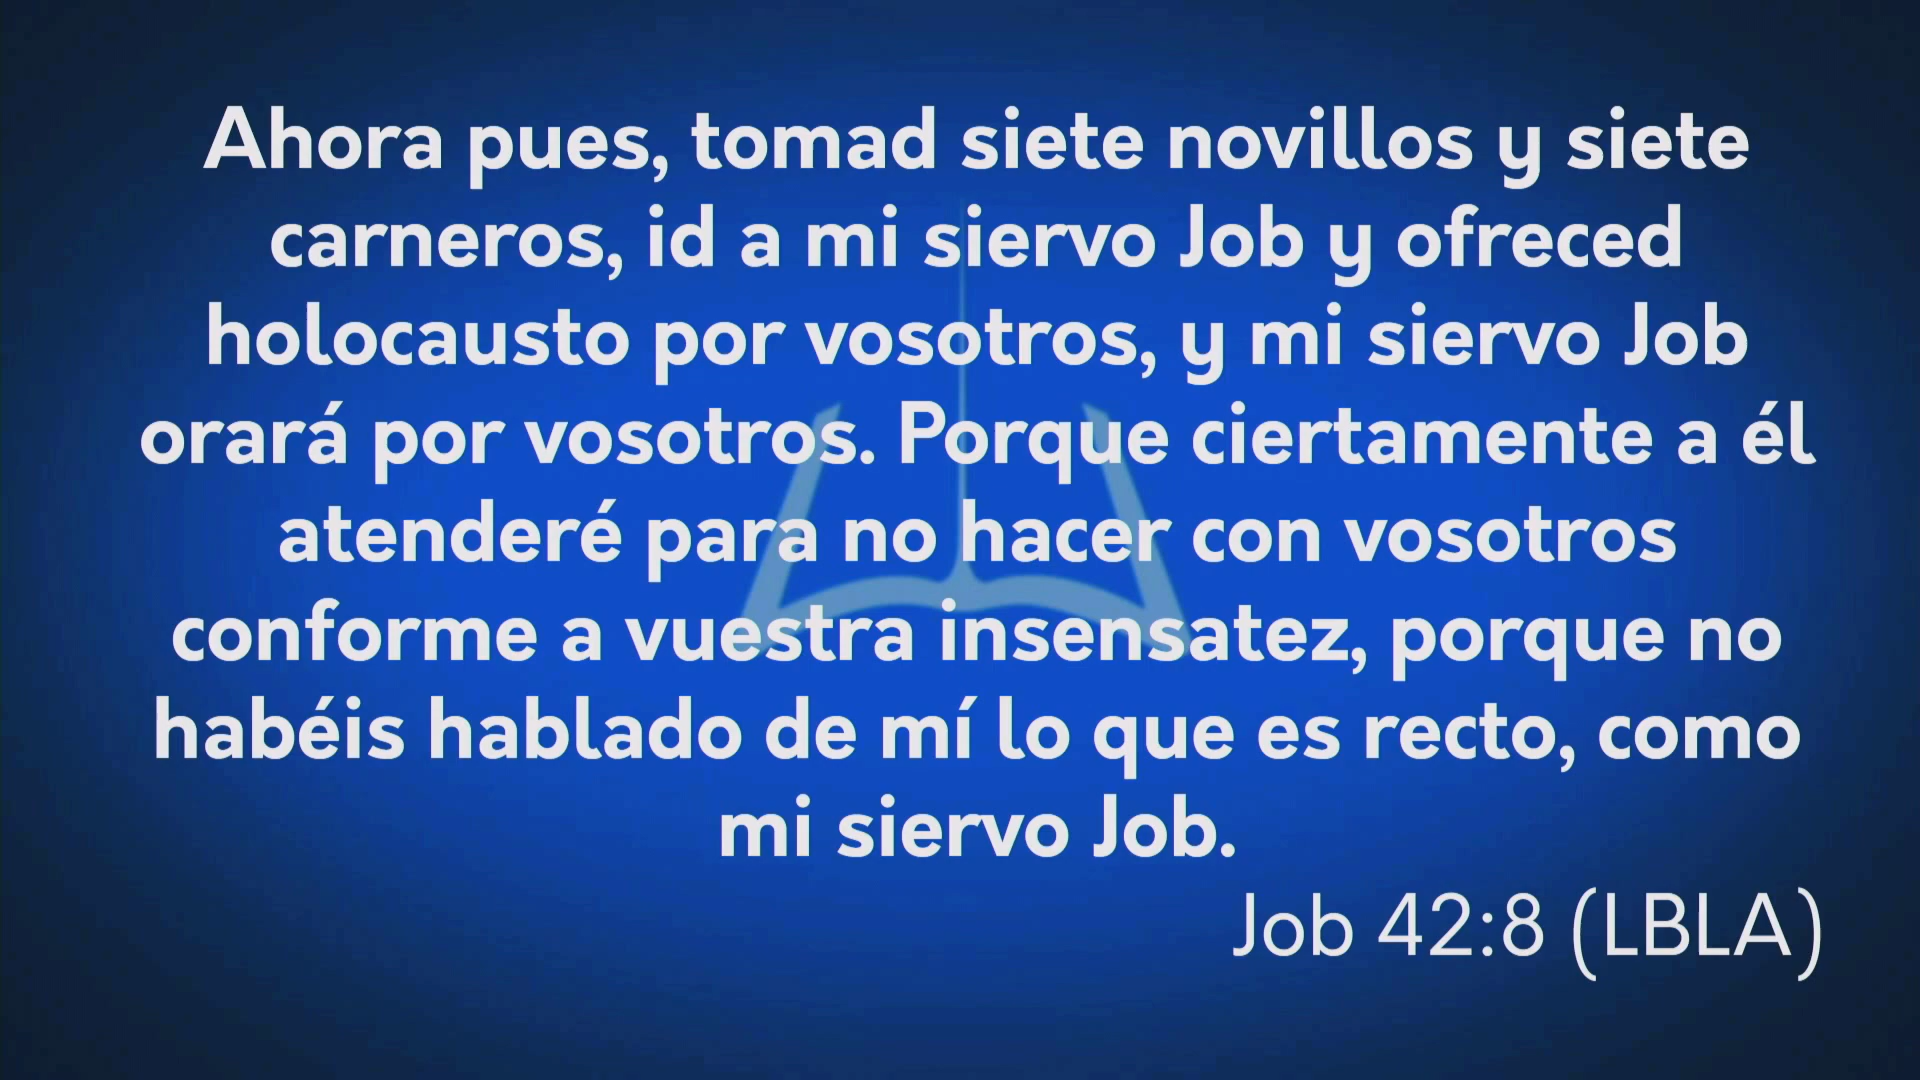 Ahora pues, tomad siete novillos y siete
carneros, id a mi siervo Job y ofreced
holocausto por vosotros, y mi siervo Job
orará por vosotros. Porque ciertamente a él
atenderé para no hacer con vosotros
conforme a vuestra insensatez, porque no
habéis hablado de mí lo que es recto, como
mi siervo Job.
Job 42:8 (LBLA)